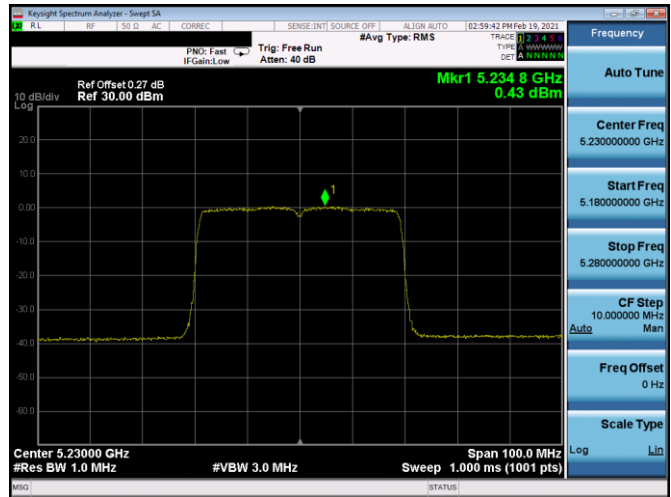 Keysight Spectrum Analyzer - Swept SA
RL RF 50 Ω AC CORREC SENSE:INT SOURCE OFF ALIGN AUTO 02:59:42 PM Feb 19, 2021
#Avg Type: RMS
TRACE 1 2 3 4 5 6
TYPE A WWWWW
DET A NNNNN
PNO: Fast
IFGain:Low
Trig: Free Run
Atten: 40 dB
Mkr1 5.234 8 GHz
0.43 dBm
Ref Offset 0.27 dB
Ref 30.00 dBm
10 dB/div
Log
20.0
10.0
0.00
1
-10.0
-20.0
-30.0
-40.0
-50.0
-60.0
Center 5.23000 GHz
Span 100.0 MHz
#Res BW 1.0 MHz
#VBW 3.0 MHz
Sweep 1.000 ms (1001 pts)
MSG
STATUS
Frequency
Auto Tune
Center Freq
5.230000000 GHz
Start Freq
5.180000000 GHz
Stop Freq
5.280000000 GHz
CF Step
10.000000 MHz
Auto Man
Freq Offset
0 Hz
Scale Type
Log Lin